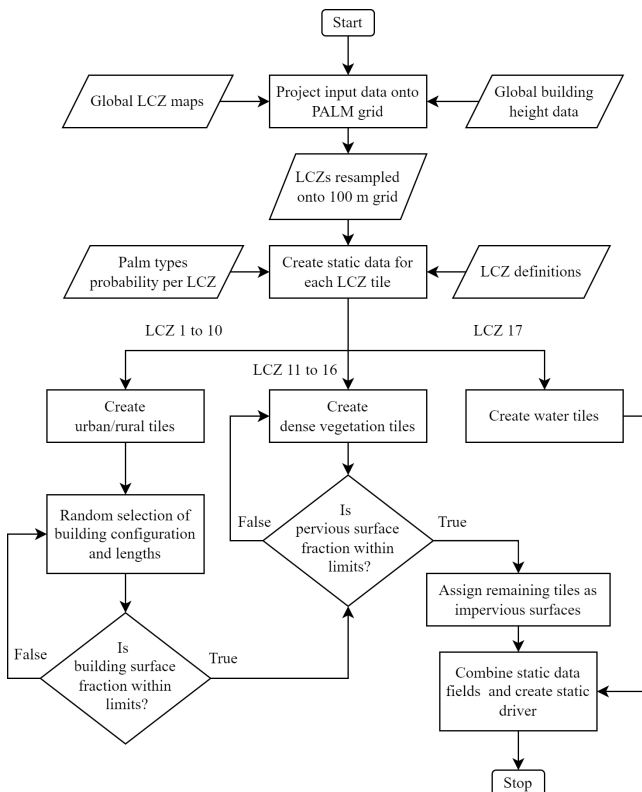 Start
Global LCZ maps
Project input data onto
PALM grid
Global building
height data
LCZs resampled
onto 100 m grid
Palm types
probability per LCZ
Create static data for
each LCZ tile
LCZ definitions
LCZ 1 to 10
LCZ 17
LCZ 11 to 16
Create
urban/rural tiles
Create
dense vegetation tiles
Create water tiles
Random selection of
building configuration
and lengths
False
Is
pervious surface
fraction within
limits?
True
Assign remaining tiles as
impervious surfaces
False
Is
building surface
fraction within
limits?
True
Combine static data
fields and create static
driver
Stop